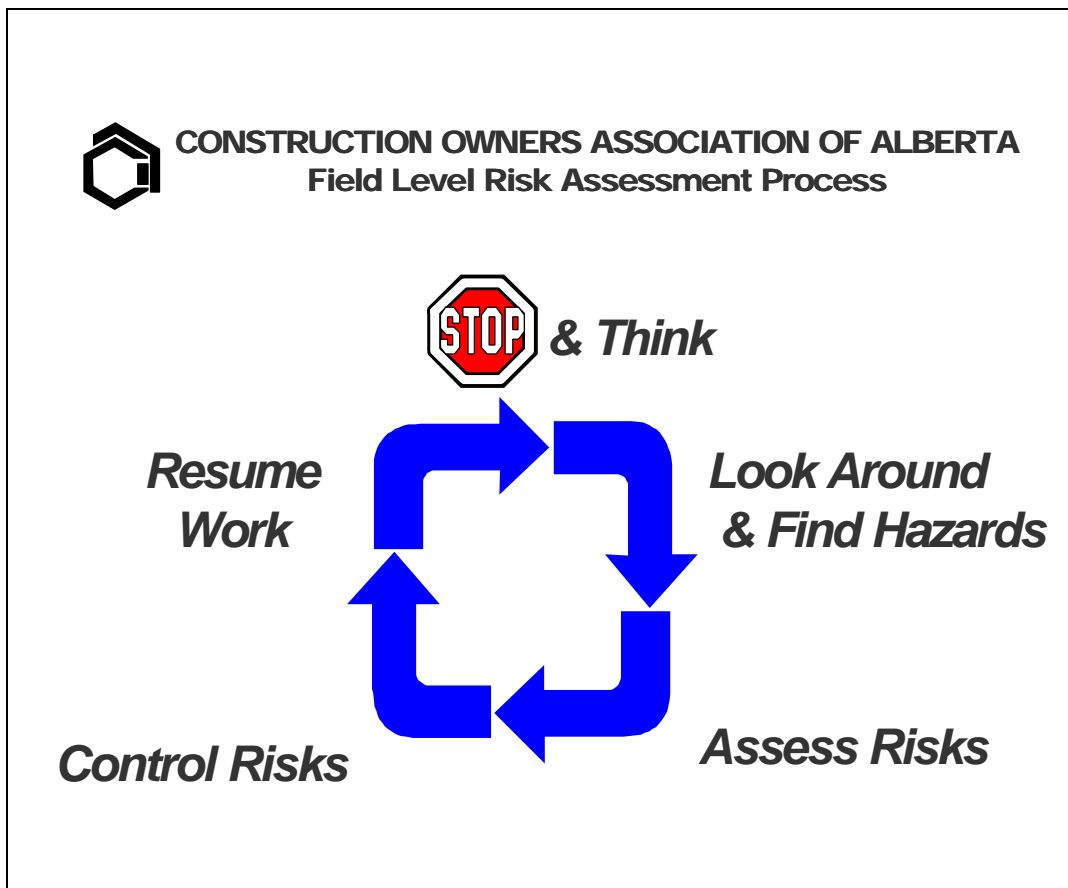 CONSTRUCTION OWNERS ASSOCIATION OF ALBERTA
Field Level Risk Assessment Process
STOP & Think
Look Around
& Find Hazards
Assess Risks
Control Risks
Resume
Work